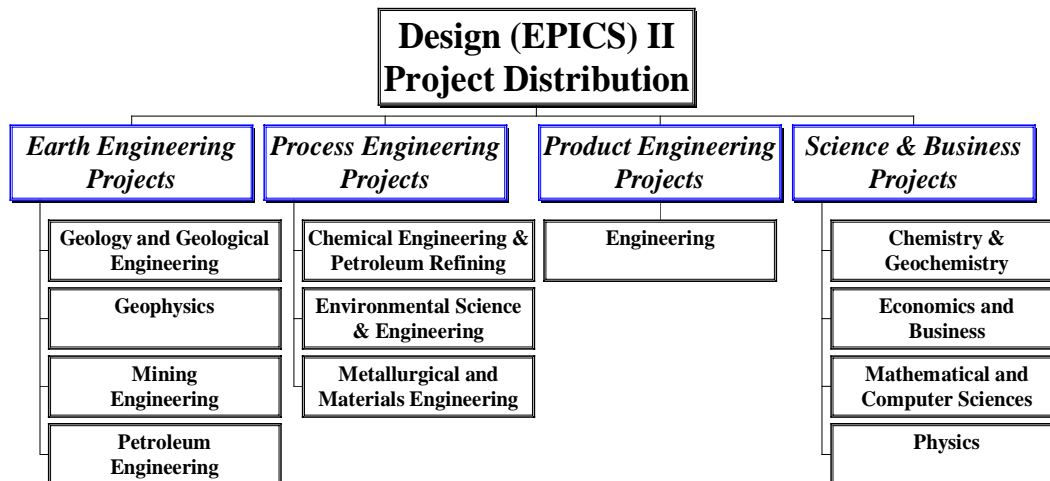 Design (EPICS) II
Project Distribution
Earth Engineering
Projects
Geology and Geological
Engineering
Geophysics
Mining
Engineering
Petroleum
Engineering
Process Engineering
Projects
Chemical Engineering &
Petroleum Refining
Environmental Science
& Engineering
Metallurgical and
Materials Engineering
Product Engineering
Projects
Engineering
Science & Business
Projects
Chemistry &
Geochemistry
Economics and
Business
Mathematical and
Computer Sciences
Physics